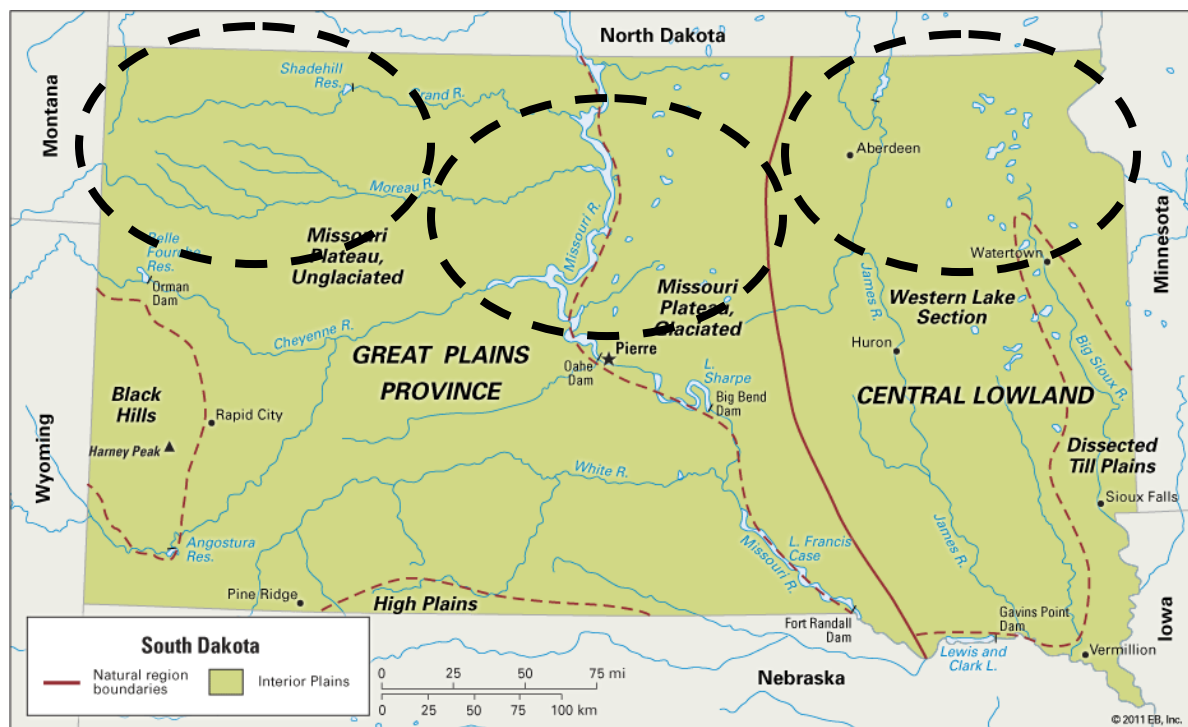 North Dakota
Montana
Shadehill
Res.
Grand R.
Aberdeen
Moreau R.
Missouri R.
Minnesota
Belle
Fourche
Res.
Orman
Dam
Missouri
Plateau,
Unglaciated
Missouri
Plateau,
Glaciated
Watertown
James R.
Western Lake
Section
Cheyenne R.
Huron
Big Sioux R.
GREAT PLAINS
PROVINCE
Oahe
Dam
Pierre
L.
Sharpe
Big Bend
Dam
CENTRAL LOWLAND
Black
Hills
Rapid City
Harney Peak
Wyoming
Dissected
Till Plains
White R.
Sioux Falls
Angostura
Res.
James R.
Missouri R.
L. Francis
Case
Pine Ridge
High Plains
Fort Randall
Dam
Gavins Point
Dam
Iowa
Lewis and
Clark L.
Vermillion
Nebraska
South Dakota
Natural region
boundaries
Interior Plains
0 25 50 75 mi
0 25 50 75 100 km
© 2011 EB, Inc.